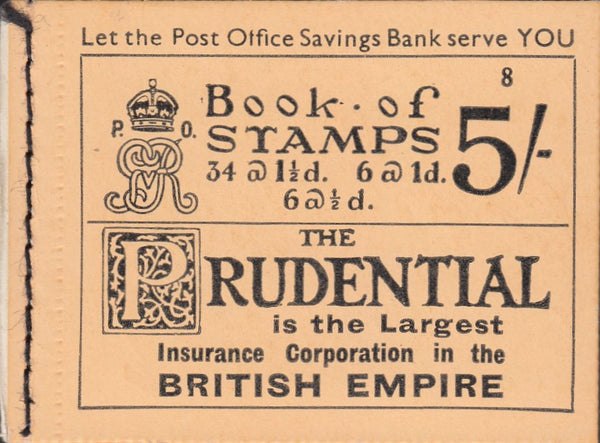 Let the Post Office Savings Bank serve YOU
8
P. O.
Book · of
STAMPS
5/-
34 @ 1½d. 6 @ 1d.
6 @ ½d.
THE
PRUDENTIAL
is the Largest
Insurance Corporation in the
BRITISH EMPIRE